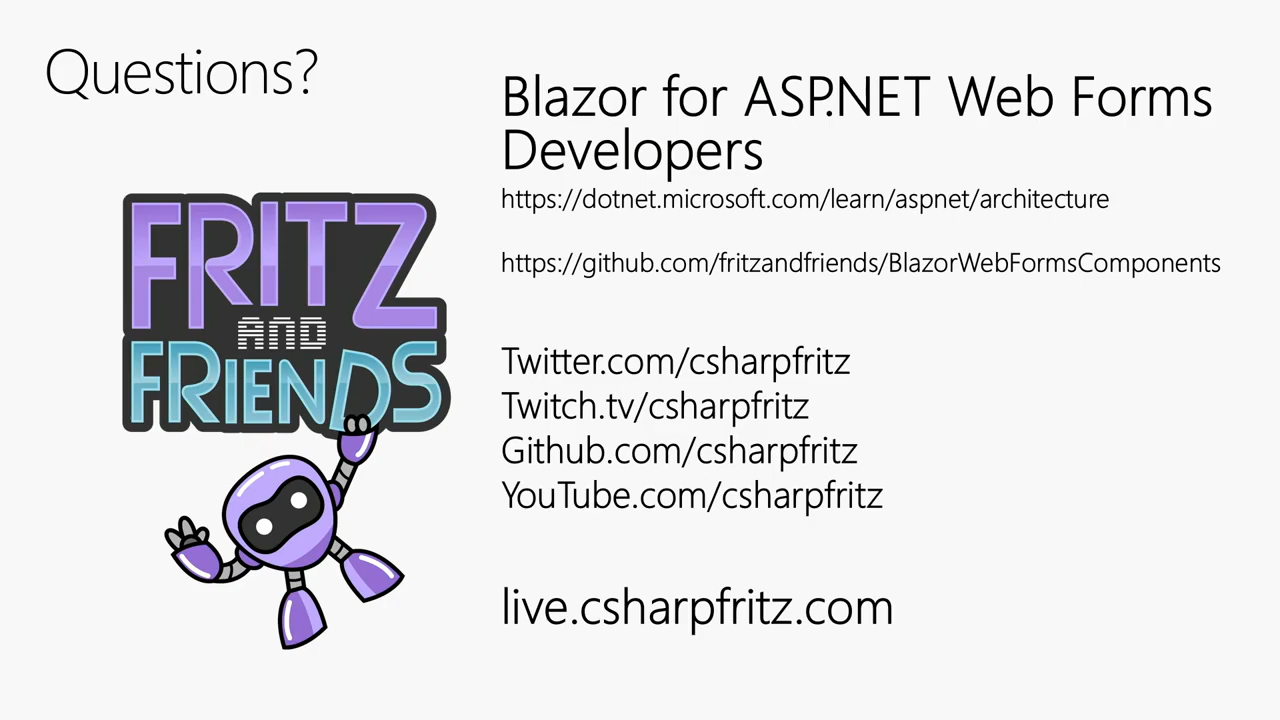 Questions?
FRITZ
AND
FRIENDS
Blazor for ASP.NET Web Forms
Developers
https://dotnet.microsoft.com/learn/aspnet/architecture
https://github.com/fritzandfriends/BlazorWebFormsComponents
Twitter.com/csharpfritz
Twitch.tv/csharpfritz
Github.com/csharpfritz
YouTube.com/csharpfritz
live.csharpfritz.com